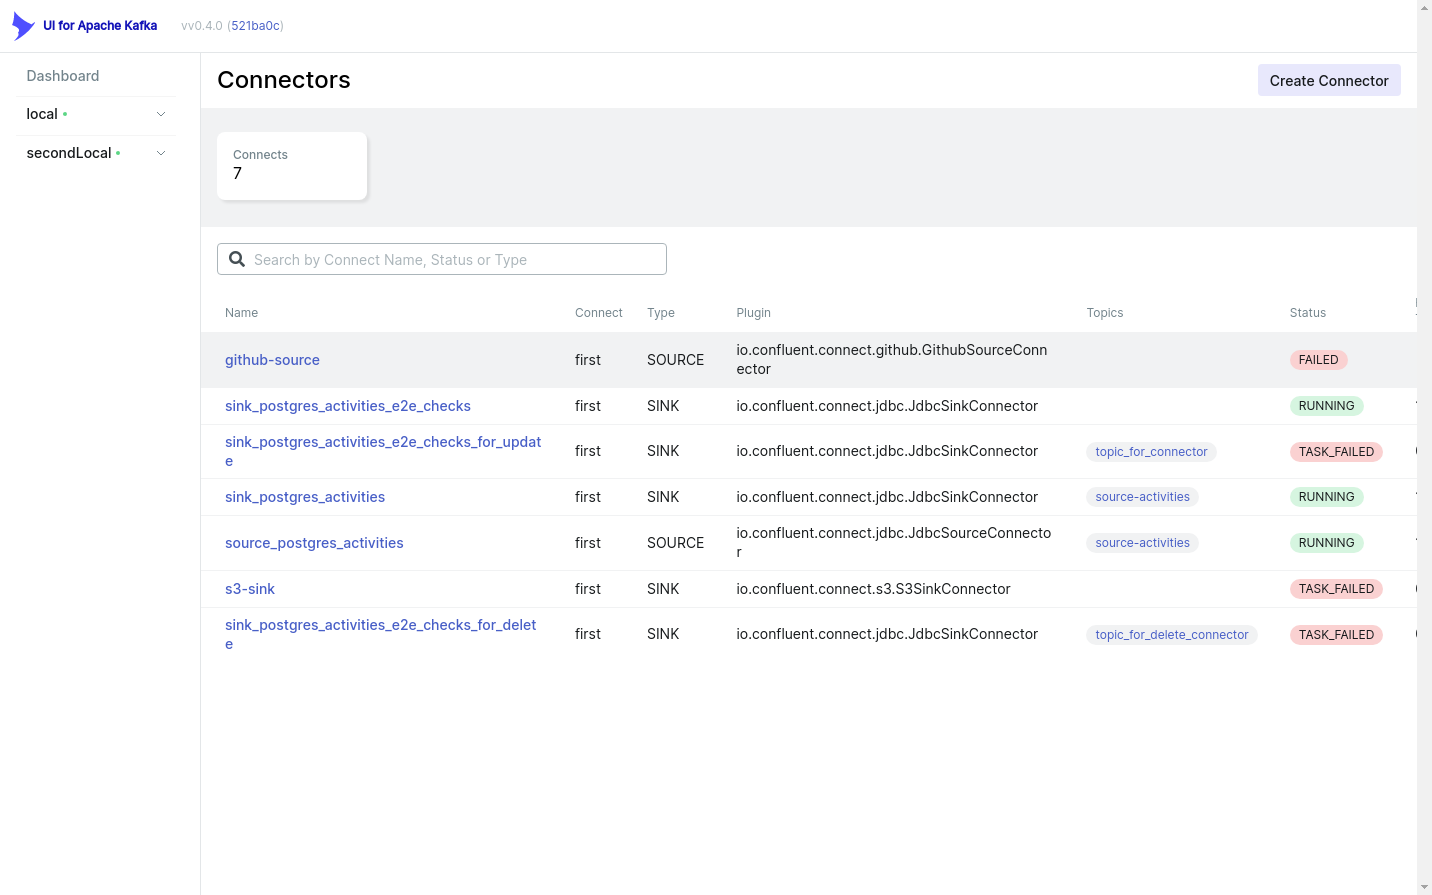 UI for Apache Kafka
vv0.4.0 (521ba0c)
Dashboard
local
secondLocal
Connectors
Create Connector
Connects
7
Search by Connect Name, Status or Type
Name Connect Type Plugin Topics Status
github-source first SOURCE io.confluent.connect.github.GithubSourceConn
ector FAILED
sink_postgres_activities_e2e_checks first SINK io.confluent.connect.jdbc.JdbcSinkConnector RUNNING
sink_postgres_activities_e2e_checks_for_updat
e first SINK io.confluent.connect.jdbc.JdbcSinkConnector topic_for_connector TASK_FAILED
sink_postgres_activities first SINK io.confluent.connect.jdbc.JdbcSinkConnector source-activities RUNNING
source_postgres_activities first SOURCE io.confluent.connect.jdbc.JdbcSourceConnecto
r source-activities RUNNING
s3-sink first SINK io.confluent.connect.s3.S3SinkConnector TASK_FAILED
sink_postgres_activities_e2e_checks_for_delet
e first SINK io.confluent.connect.jdbc.JdbcSinkConnector topic_for_delete_connector TASK_FAILED